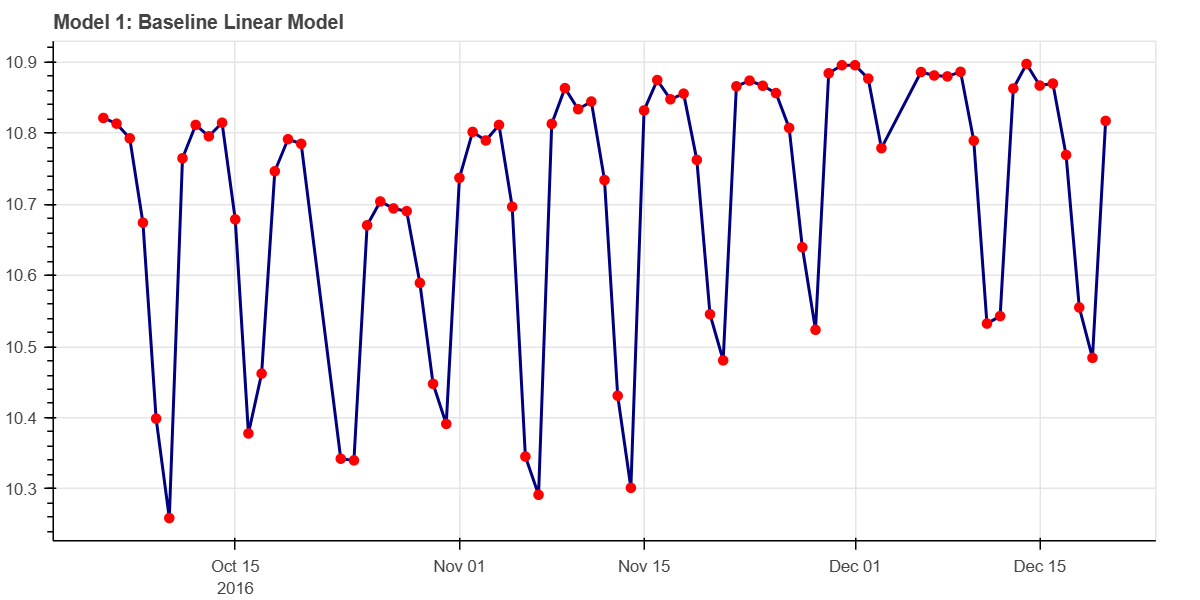 Model 1: Baseline Linear Model
10.9
10.8
10.7
10.6
10.5
10.4
10.3
Oct 15
Nov 01
Nov 15
Dec 01
Dec 15
2016